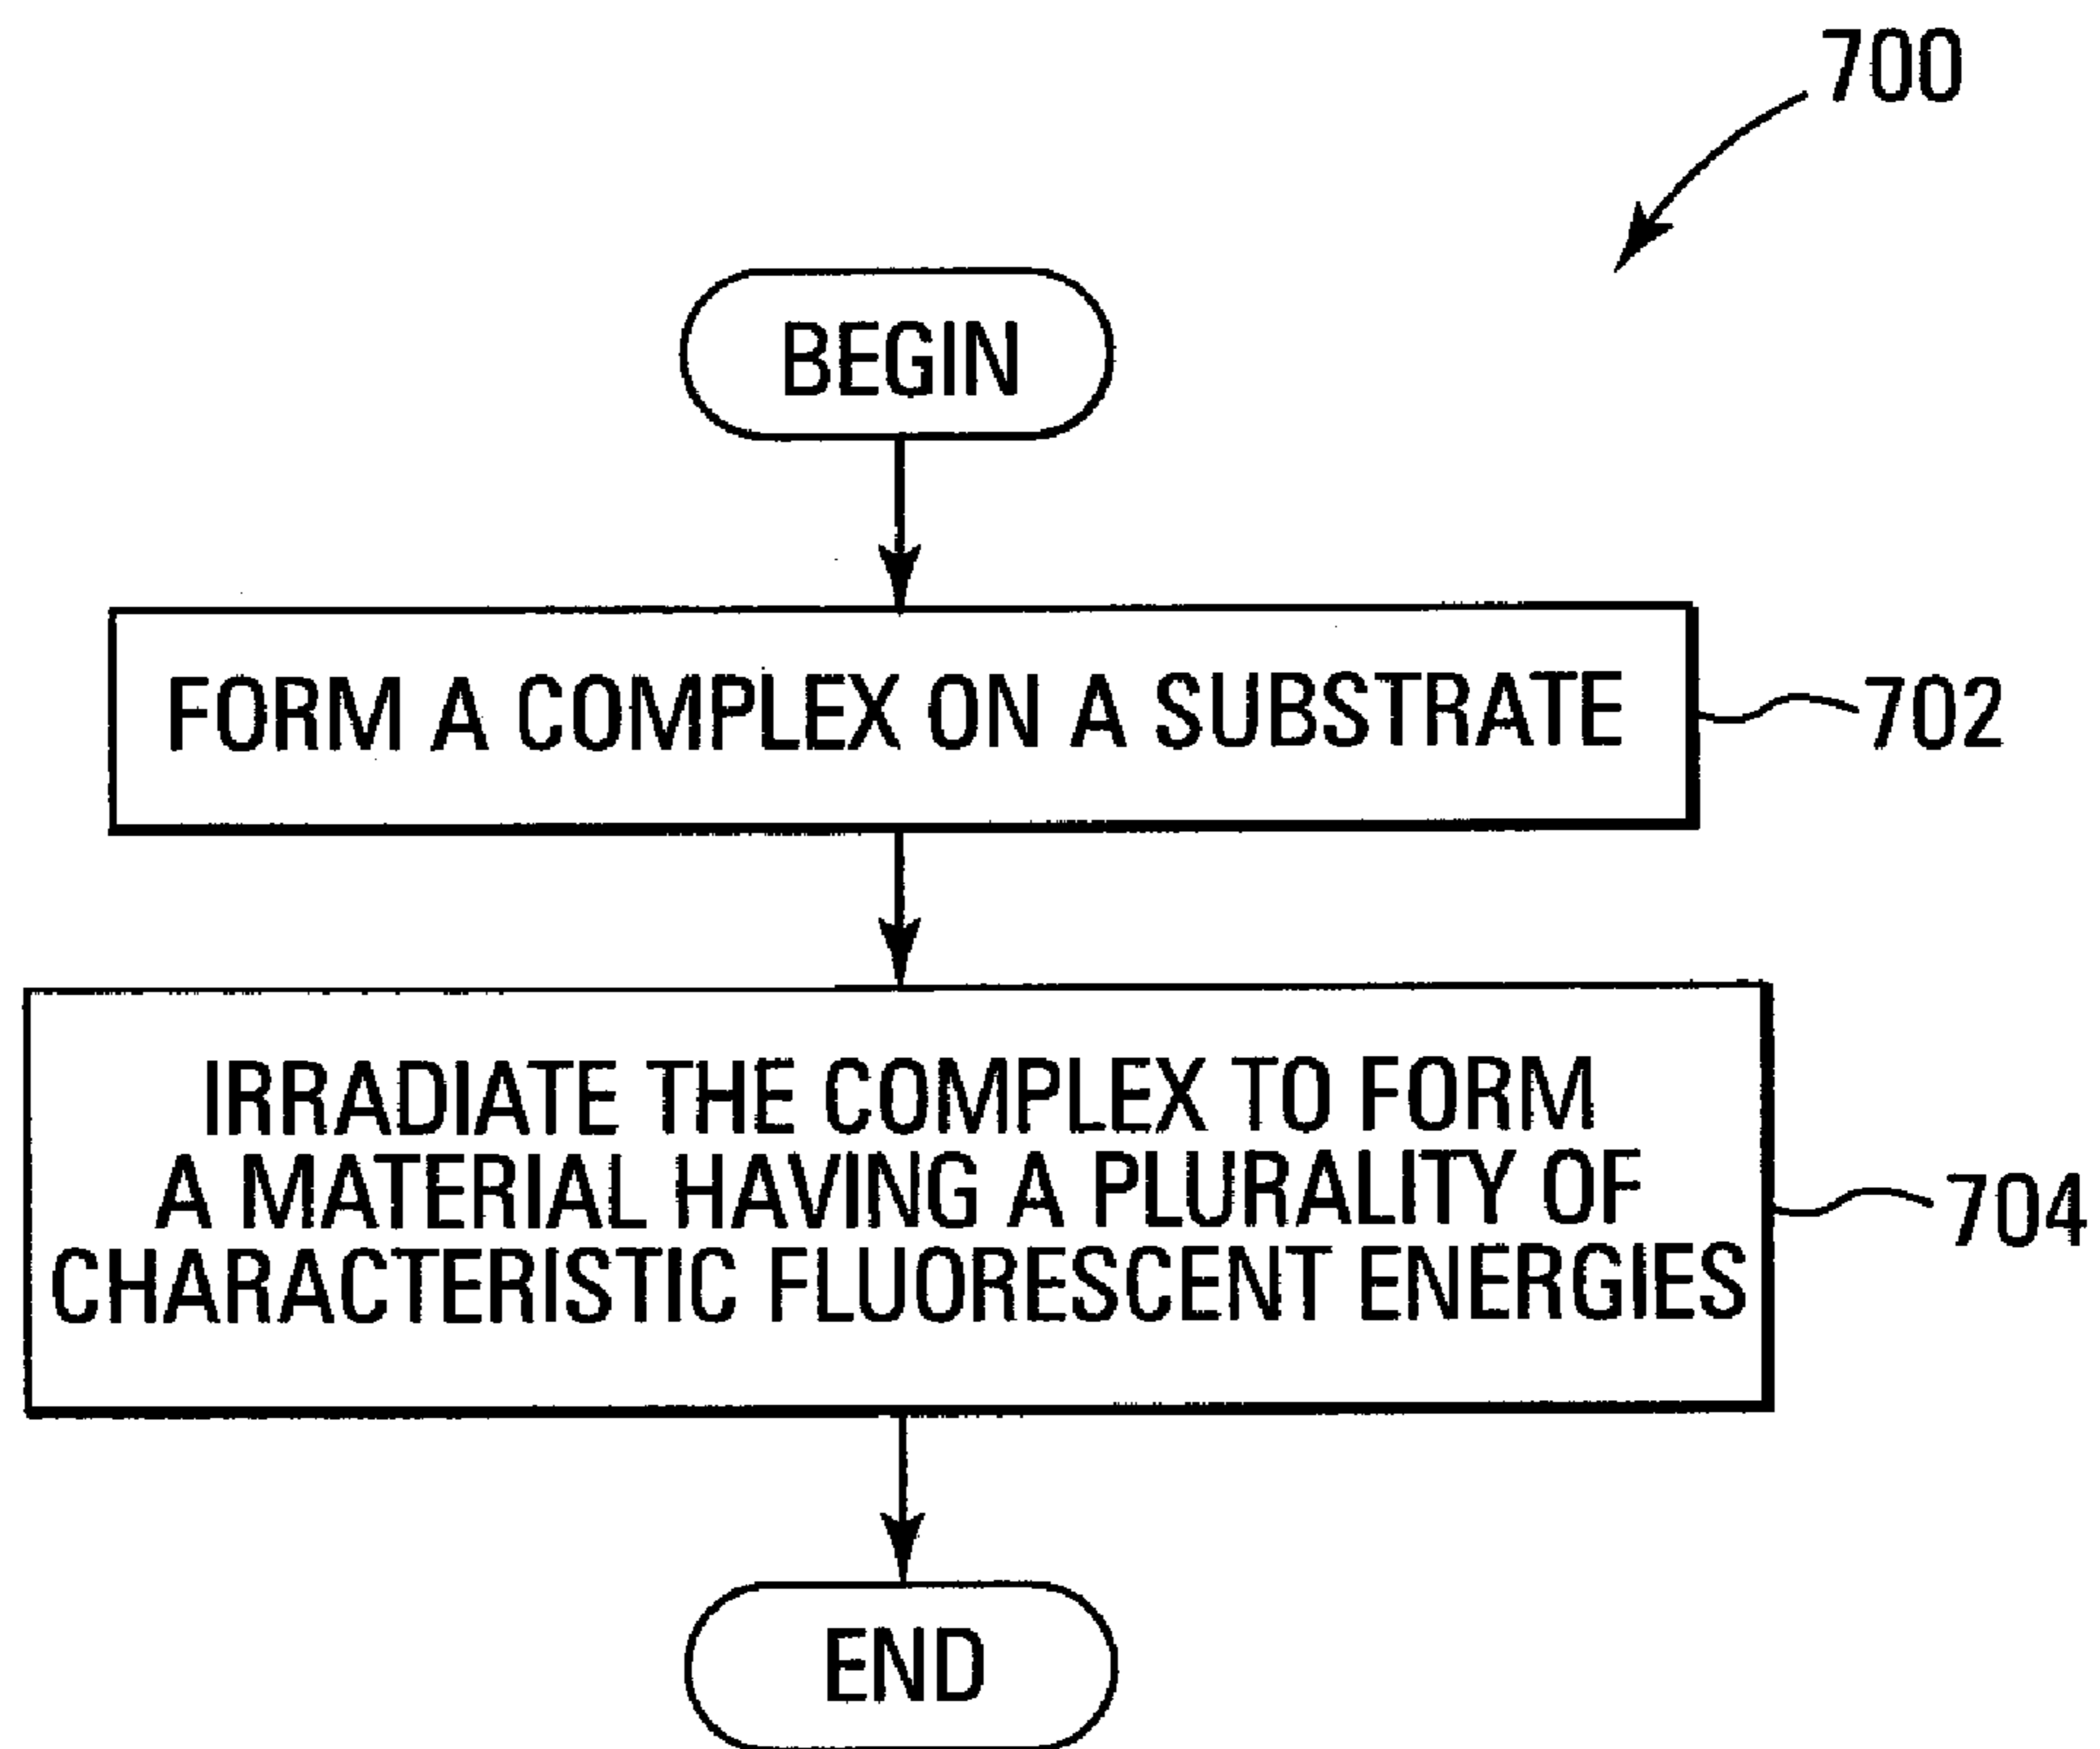 700
BEGIN
FORM A COMPLEX ON A SUBSTRATE
702
IRRADIATE THE COMPLEX TO FORM
A MATERIAL HAVING A PLURALITY OF
CHARACTERISTIC FLUORESCENT ENERGIES
704
END